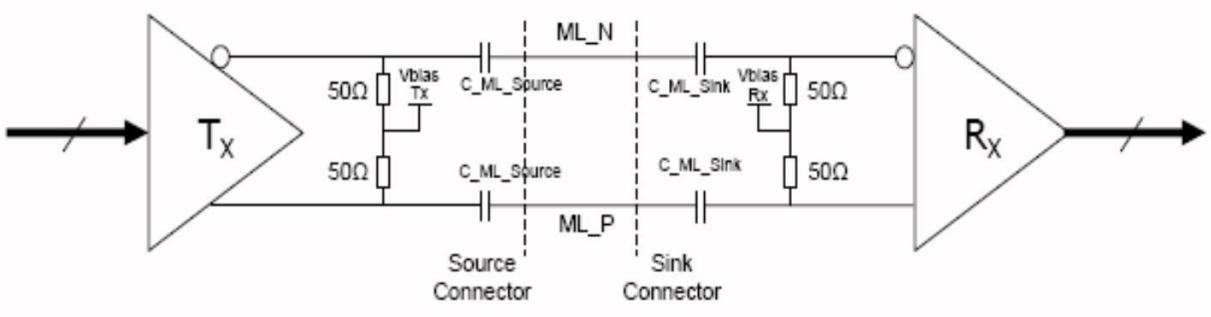 ML_N
50Ω
Vbias
Tx
C_ML_Source
C_ML_Sink
Vbias
Rx
50Ω
TX
RX
50Ω
C_ML_Source
C_ML_Sink
50Ω
ML_P
Source
Connector
Sink
Connector